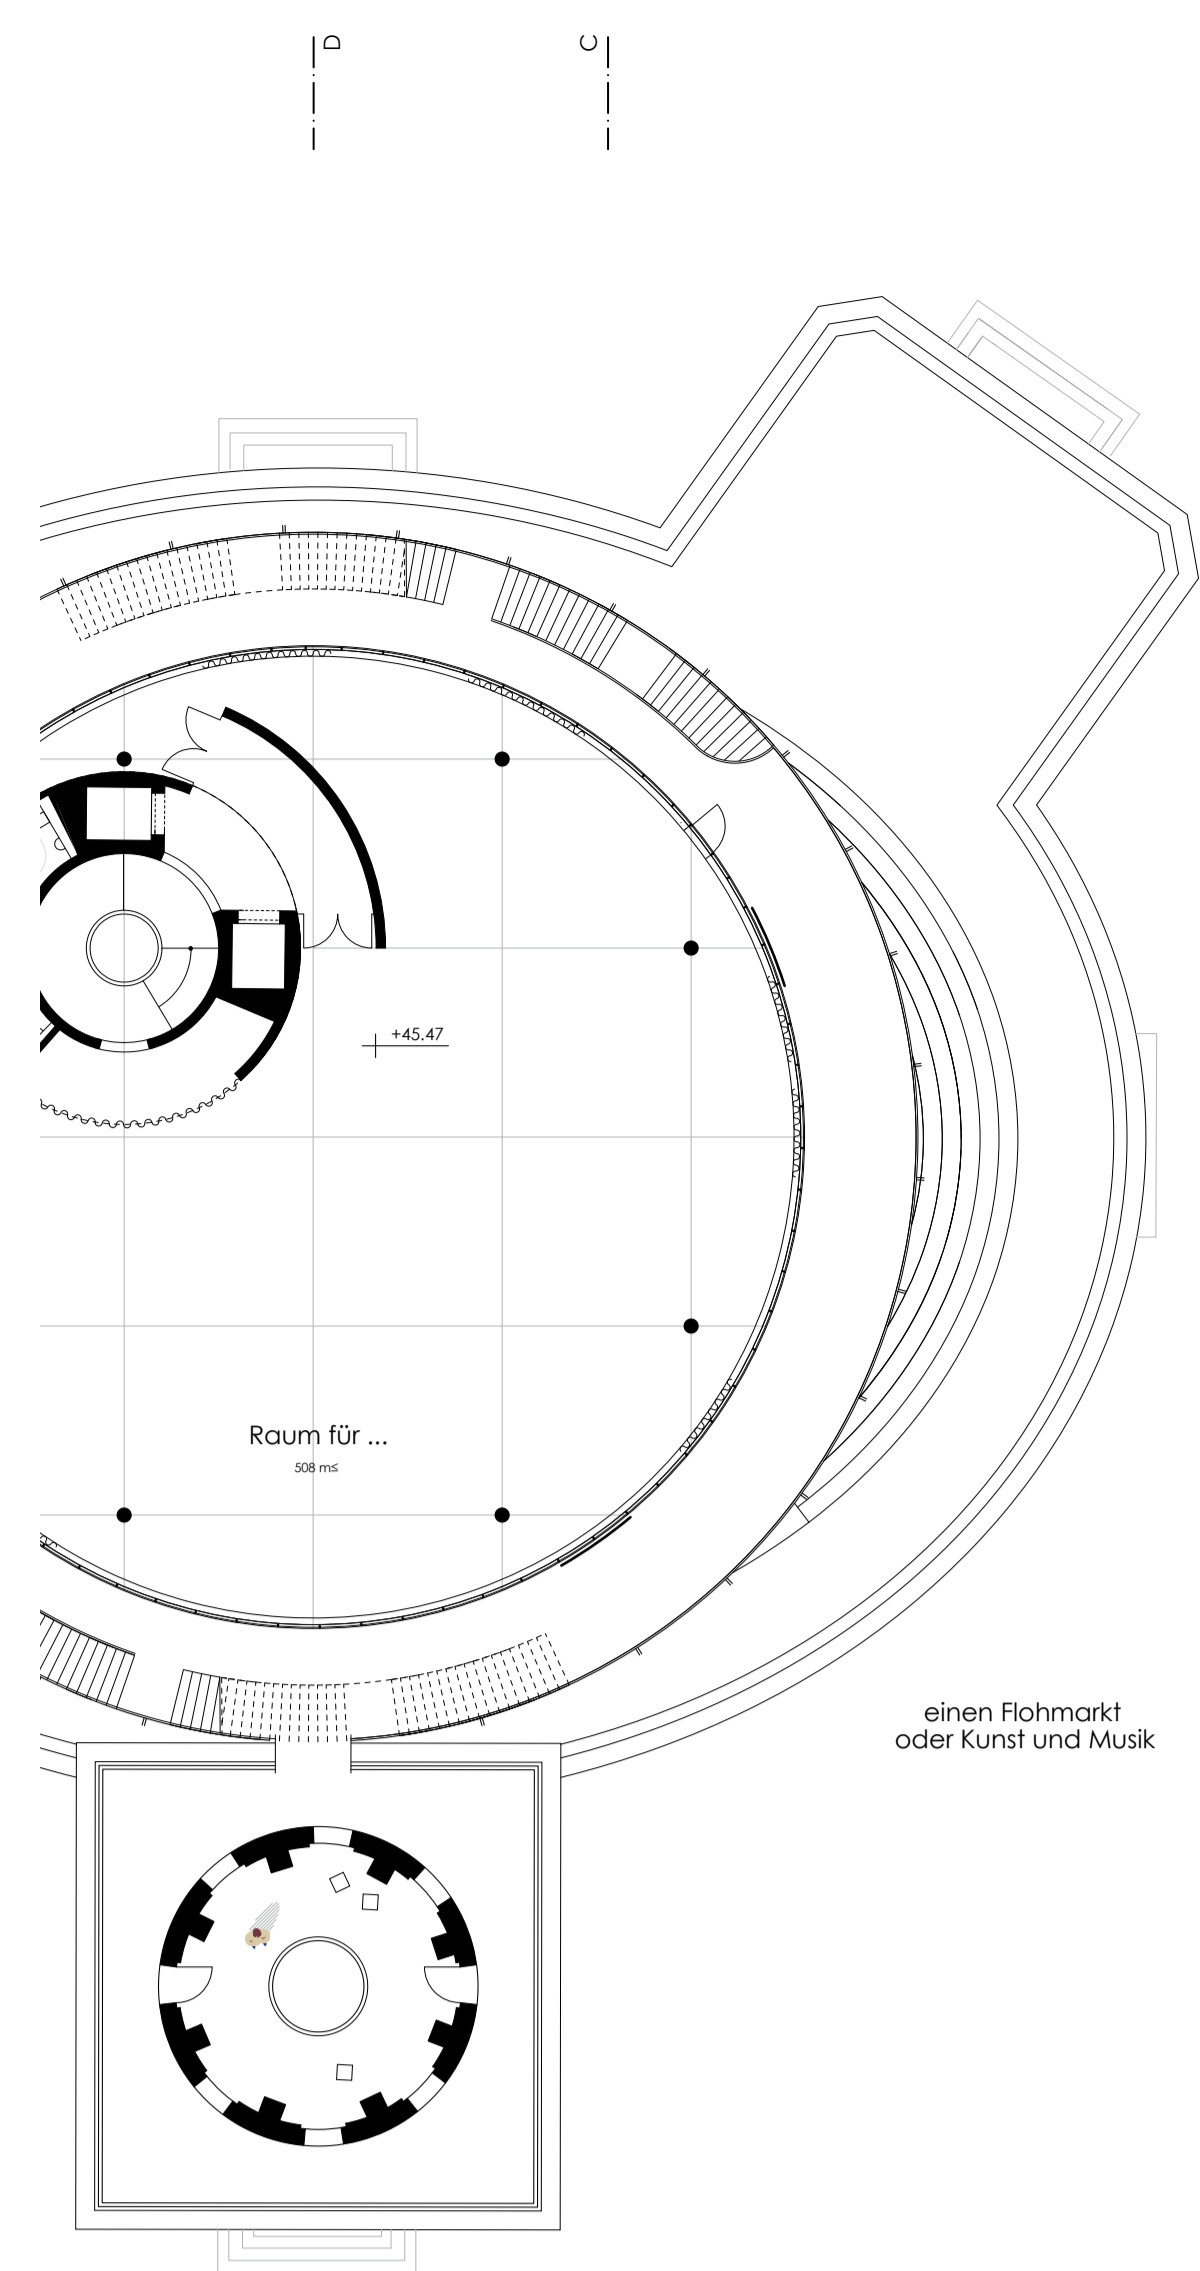 D
C
+45.47
Raum für ...
508 m≤
einen Flohmarkt
oder Kunst und Musik